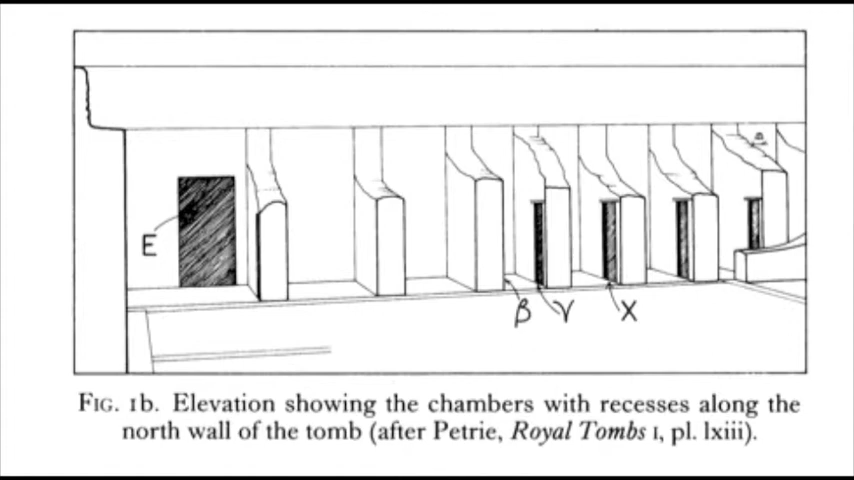 E
β γ X
FIG. 1b. Elevation showing the chambers with recesses along the
north wall of the tomb (after Petrie, Royal Tombs I, pl. lxiii).